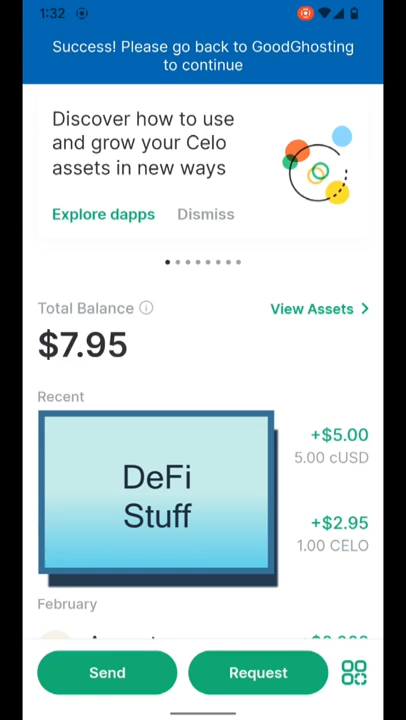 1:32
Success! Please go back to GoodGhosting
to continue
Discover how to use
and grow your Celo
assets in new ways
Explore dapps Dismiss
Total Balance
View Assets
$7.95
Recent
+$5.00
5.00 cUSD
DeFi
Stuff
+$2.95
1.00 CELO
February
Send Request